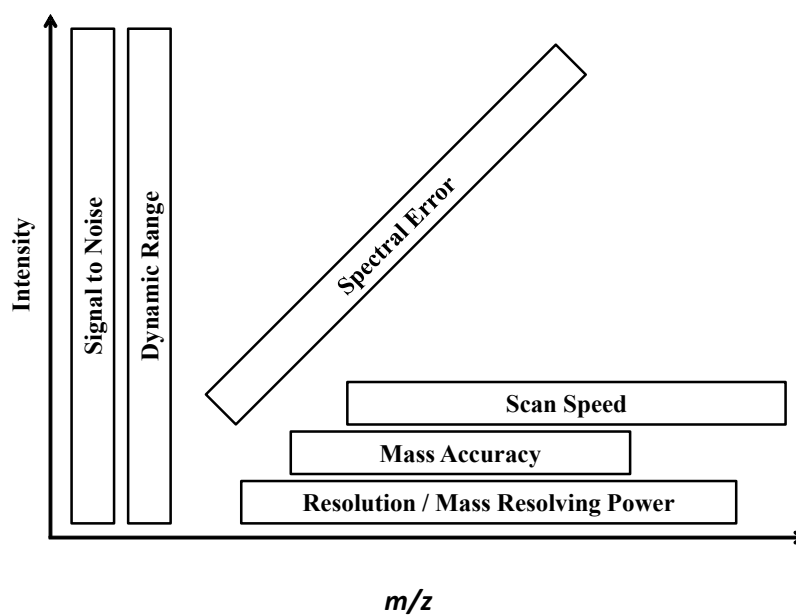 Intensity
Signal to Noise
Dynamic Range
Spectral Error
Scan Speed
Mass Accuracy
Resolution / Mass Resolving Power
m/z